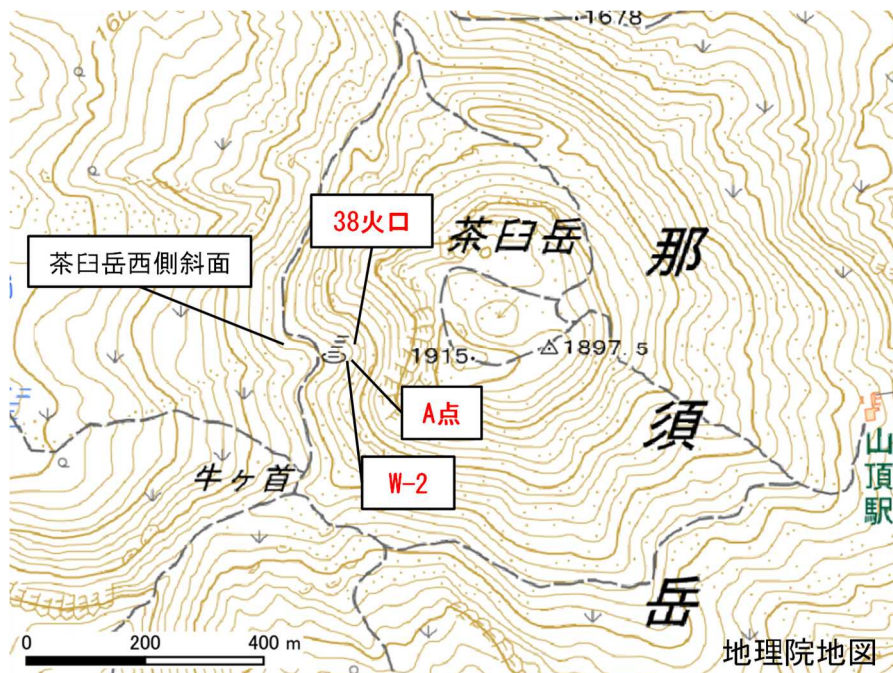 1678
160
38火口
茶臼岳
那
茶臼岳西側斜面
1915
1897.5
A点
須
山頂駅
牛ヶ首
W-2
岳
0 200 400 m
地理院地図